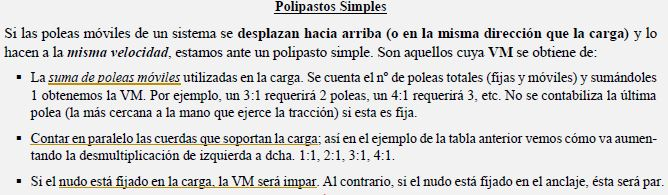 Polipastos Simples
Si las poleas móviles de un sistema se desplazan hacia arriba (o en la misma dirección que la carga) y lo
hacen a la misma velocidad, estamos ante un polipasto simple. Son aquellos cuya VM se obtiene de:
▪ La suma de poleas móviles utilizadas en la carga. Se cuenta el nº de poleas totales (fijas y móviles) y sumándoles
1 obtenemos la VM. Por ejemplo, un 3:1 requerirá 2 poleas, un 4:1 requerirá 3, etc. No se contabiliza la última
polea (la más cercana a la mano que ejerce la tracción) si esta es fija.
▪ Contar en paralelo las cuerdas que soportan la carga; así en el ejemplo de la tabla anterior vemos cómo va aumen-
tando la desmultiplicación de izquierda a dcha. 1:1, 2:1, 3:1, 4:1.
▪ Si el nudo está fijado en la carga, la VM será impar. Al contrario, si el nudo está fijado en el anclaje, ésta será par.